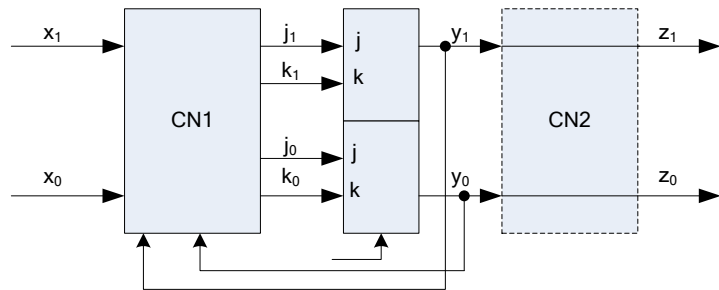 x₁ j₁ j y₁ z₁
k₁ k
CN1 CN2
j₀ j
x₀ k₀ k y₀ z₀